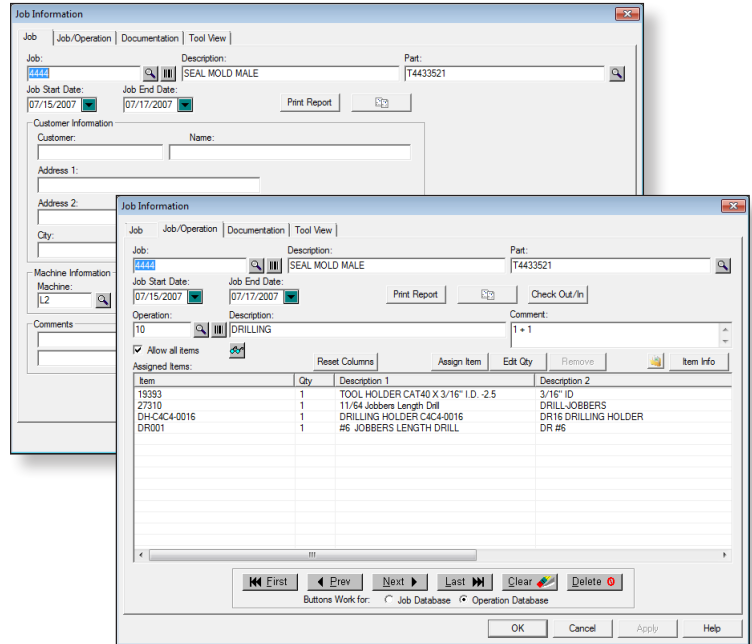 Job Information
Job Job/Operation Documentation Tool View
Job: Description: Part:
4444 SEAL MOLD MALE T4433521
Job Start Date: Job End Date:
07/15/2007 07/17/2007 Print Report
Customer Information
Customer: Name:
Address 1:
Address 2:
City:
Machine Information
Machine:
L2
Comments
Job Information
Job Job/Operation Documentation Tool View
Job: Description: Part:
4444 SEAL MOLD MALE T4433521
Job Start Date: Job End Date:
07/15/2007 07/17/2007 Print Report Check Out/In
Operation: Description: Comment:
10 DRILLING 1 + 1
Allow all items
Assigned Items: Reset Columns Assign Item Edit Qty Remove Item Info
Item Qty Description 1 Description 2
19393 1 TOOL HOLDER CAT40 X 3/16" I.D. -2.5 3/16" ID
27310 1 11/64 Jobbers Length Drill DRILL-JOBBERS
DH-C4C4-0016 1 DRILLING HOLDER C4C4-0016 DR16 DRILLING HOLDER
DR001 1 #6 JOBBERS LENGTH DRILL DR #6
First Prev Next Last Clear Delete
Buttons Work for: Job Database Operation Database
OK Cancel Apply Help